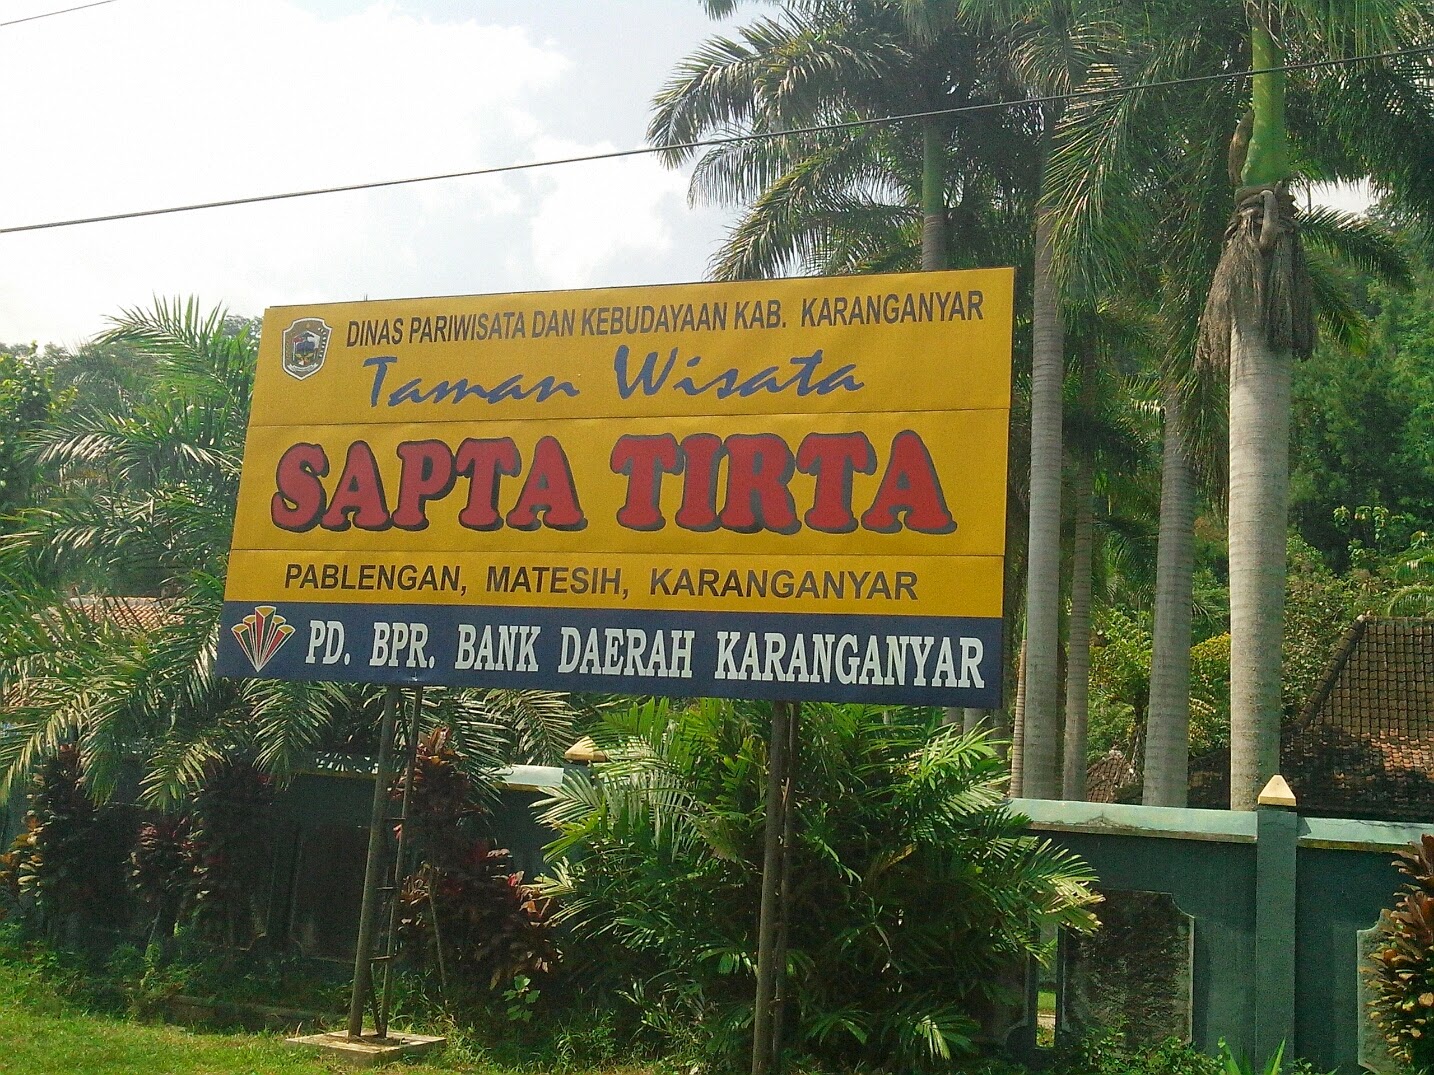 DINAS PARIWISATA DAN KEBUDAYAAN KAB. KARANGANYAR
Taman Wisata
SAPTA TIRTA
PABLENGAN, MATESIH, KARANGANYAR
PD. BPR. BANK DAERAH KARANGANYAR